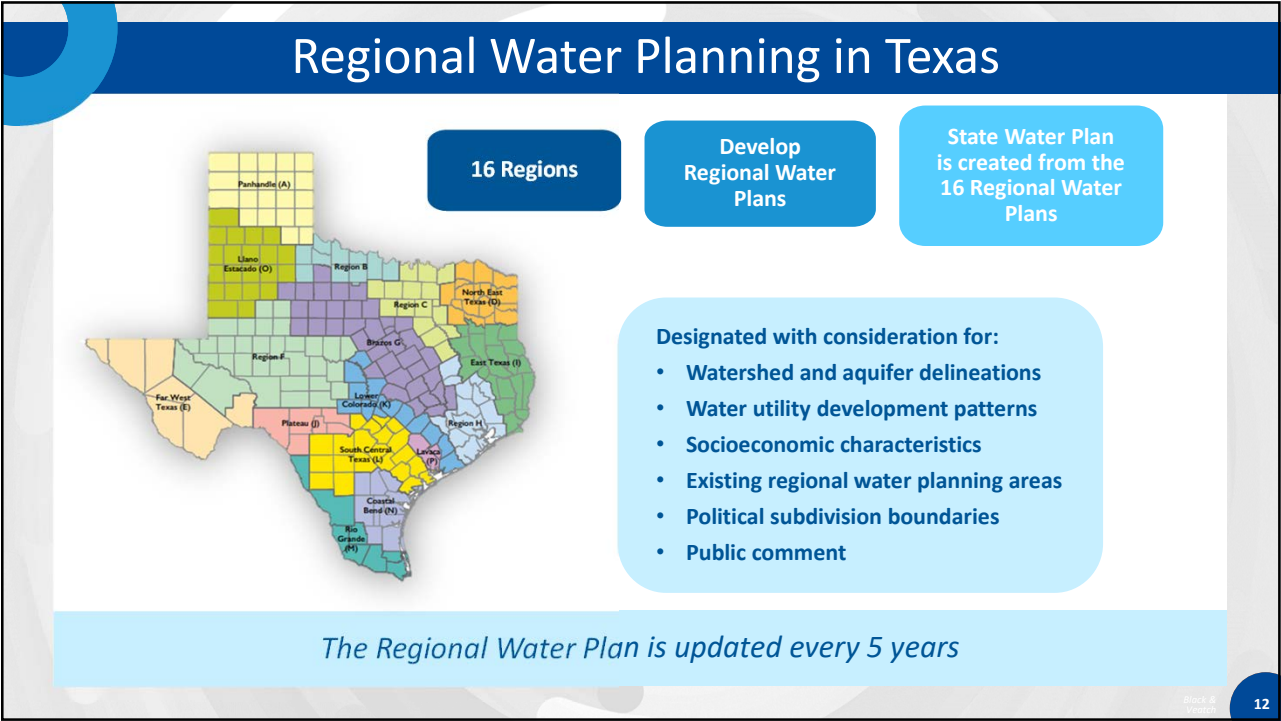 Regional Water Planning in Texas
16 Regions
Develop
Regional Water
Plans
State Water Plan
is created from the
16 Regional Water
Plans
Panhandle (A)
Llano
Estacado (O)
Region B
Region C
North East
Texas (D)
Brazos G
Region F
East Texas (I)
Far West
Texas (E)
Lower
Colorado (K)
Plateau (J)
Region H
South Central
Texas (L)
Lavaca
(P)
Coastal
Bend (N)
Rio
Grande
(M)
Designated with consideration for:
• Watershed and aquifer delineations
• Water utility development patterns
• Socioeconomic characteristics
• Existing regional water planning areas
• Political subdivision boundaries
• Public comment
The Regional Water Plan is updated every 5 years
Black &
Veatch
12